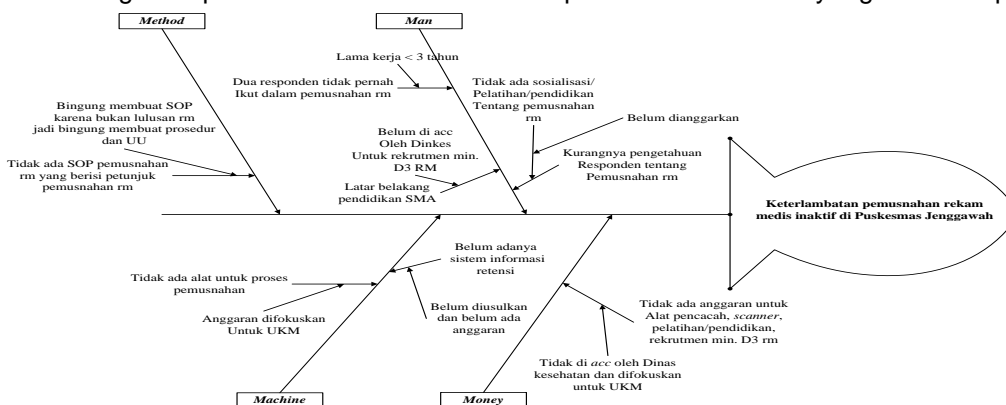 Method
Man
Lama kerja < 3 tahun
Dua responden tidak pernah
Ikut dalam pemusnahan rm
Tidak ada sosialisasi/
Pelatihan/pendidikan
Tentang pemusnahan
rm
Belum dianggarkan
Bingung membuat SOP
karena bukan lulusan rm
jadi bingung membuat prosedur
dan UU
Tidak ada SOP pemusnahan
rm yang berisi petunjuk
pemusnahan rm
Belum di acc
Oleh Dinkes
Untuk rekrutmen min.
D3 RM
Latar belakang
pendidikan SMA
Kurangnya pengetahuan
Responden tentang
Pemusnahan rm
Keterlambatan pemusnahan rekam
medis inaktif di Puskesmas Jenggawah
Tidak ada alat untuk proses
pemusnahan
Anggaran difokuskan
Untuk UKM
Belum adanya
sistem informasi
retensi
Belum diusulkan
dan belum ada
anggaran
Tidak ada anggaran untuk
Alat pencacah, scanner,
pelatihan/pendidikan,
rekrutmen min. D3 rm
Tidak di acc oleh Dinas
kesehatan dan difokuskan
untuk UKM
Machine
Money